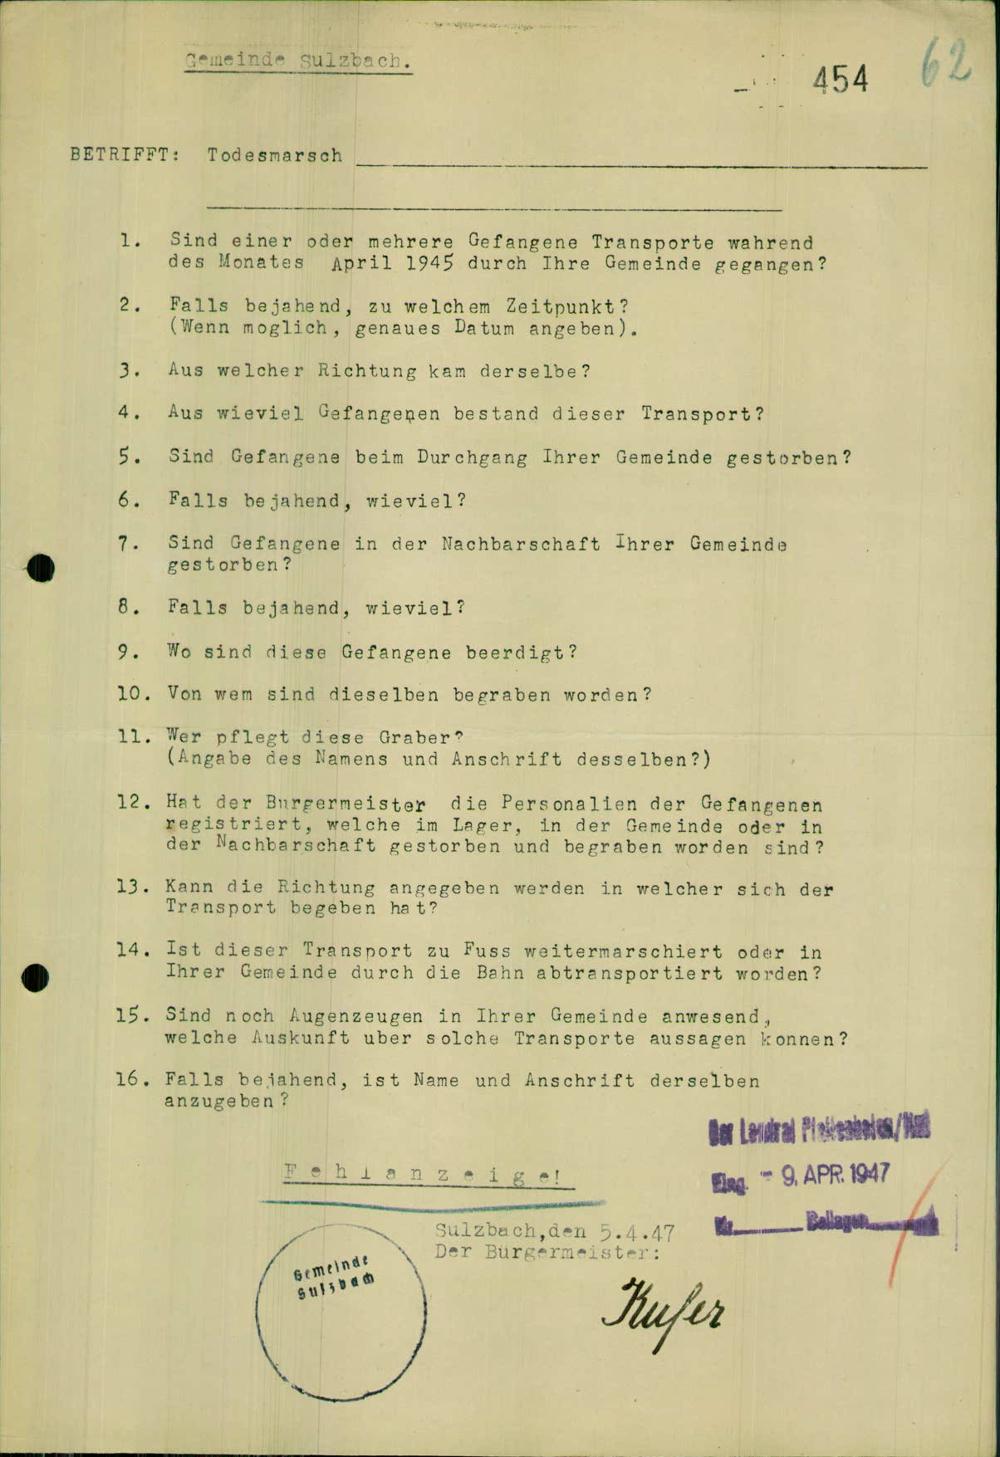 Gemeinde Sulzbach.
454
62
BETRIFFT: Todesmarsch
1. Sind einer oder mehrere Gefangene Transporte wahrend
des Monates April 1945 durch Ihre Gemeinde gegangen?
2. Falls bejahend, zu welchem Zeitpunkt?
(Wenn moglich, genaues Datum angeben).
3. Aus welcher Richtung kam derselbe?
4. Aus wieviel Gefangenen bestand dieser Transport?
5. Sind Gefangene beim Durchgang Ihrer Gemeinde gestorben?
6. Falls bejahend, wieviel?
7. Sind Gefangene in der Nachbarschaft Ihrer Gemeinde
gestorben?
8. Falls bejahend, wieviel?
9. Wo sind diese Gefangene beerdigt?
10. Von wem sind dieselben begraben worden?
11. Wer pflegt diese Graber?
(Angabe des Namens und Anschrift desselben?)
12. Hat der Burgermeister die Personalien der Gefangenen
registriert, welche im Lager, in der Gemeinde oder in
der Nachbarschaft gestorben und begraben worden sind?
13. Kann die Richtung angegeben werden in welcher sich der
Transport begeben hat?
14. Ist dieser Transport zu Fuss weitermarschiert oder in
Ihrer Gemeinde durch die Bahn abtransportiert worden?
15. Sind noch Augenzeugen in Ihrer Gemeinde anwesend,
welche Auskunft uber solche Transporte aussagen konnen?
16. Falls bejahend, ist Name und Anschrift derselben
anzugeben?
Der Landrat
Fehlanzeige!
Eing. - 9. APR. 1947
Nr. Beilagen
Sulzbach,den 5.4.47
Der Burgermeister:
Gemeinde
Sulzbach